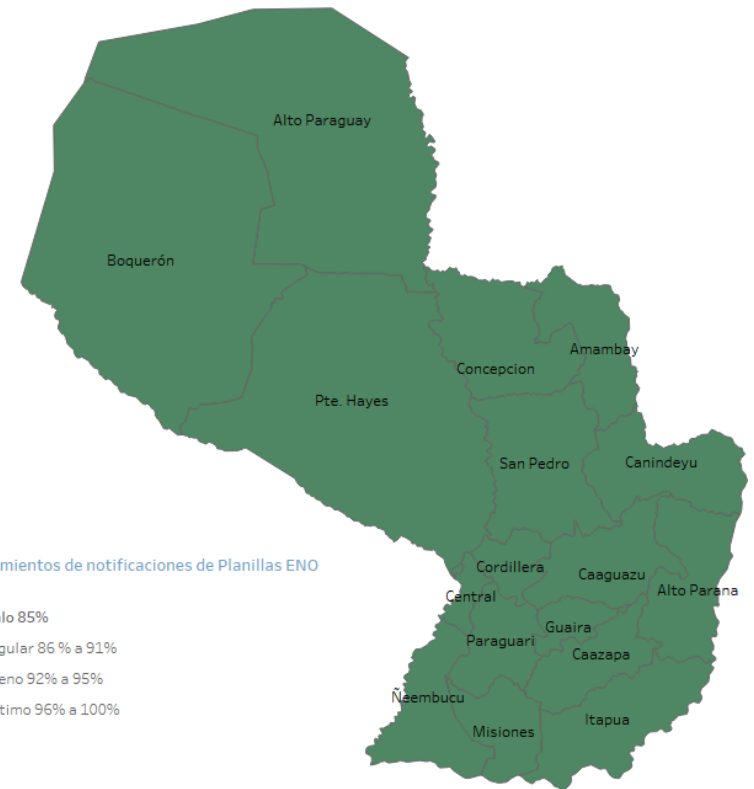 Alto Paraguay
Boquerón
Amambay
Concepcion
Pte. Hayes
San Pedro
Canindeyu
mientos de notificaciones de Planillas ENO
Cordillera
Caaguazu
Alto Parana
Central
lo 85%
Guaira
Paraguari
gular 86 % a 91%
Caazapa
eno 92% a 95%
Ñeembucu
timo 96% a 100%
Itapua
Misiones